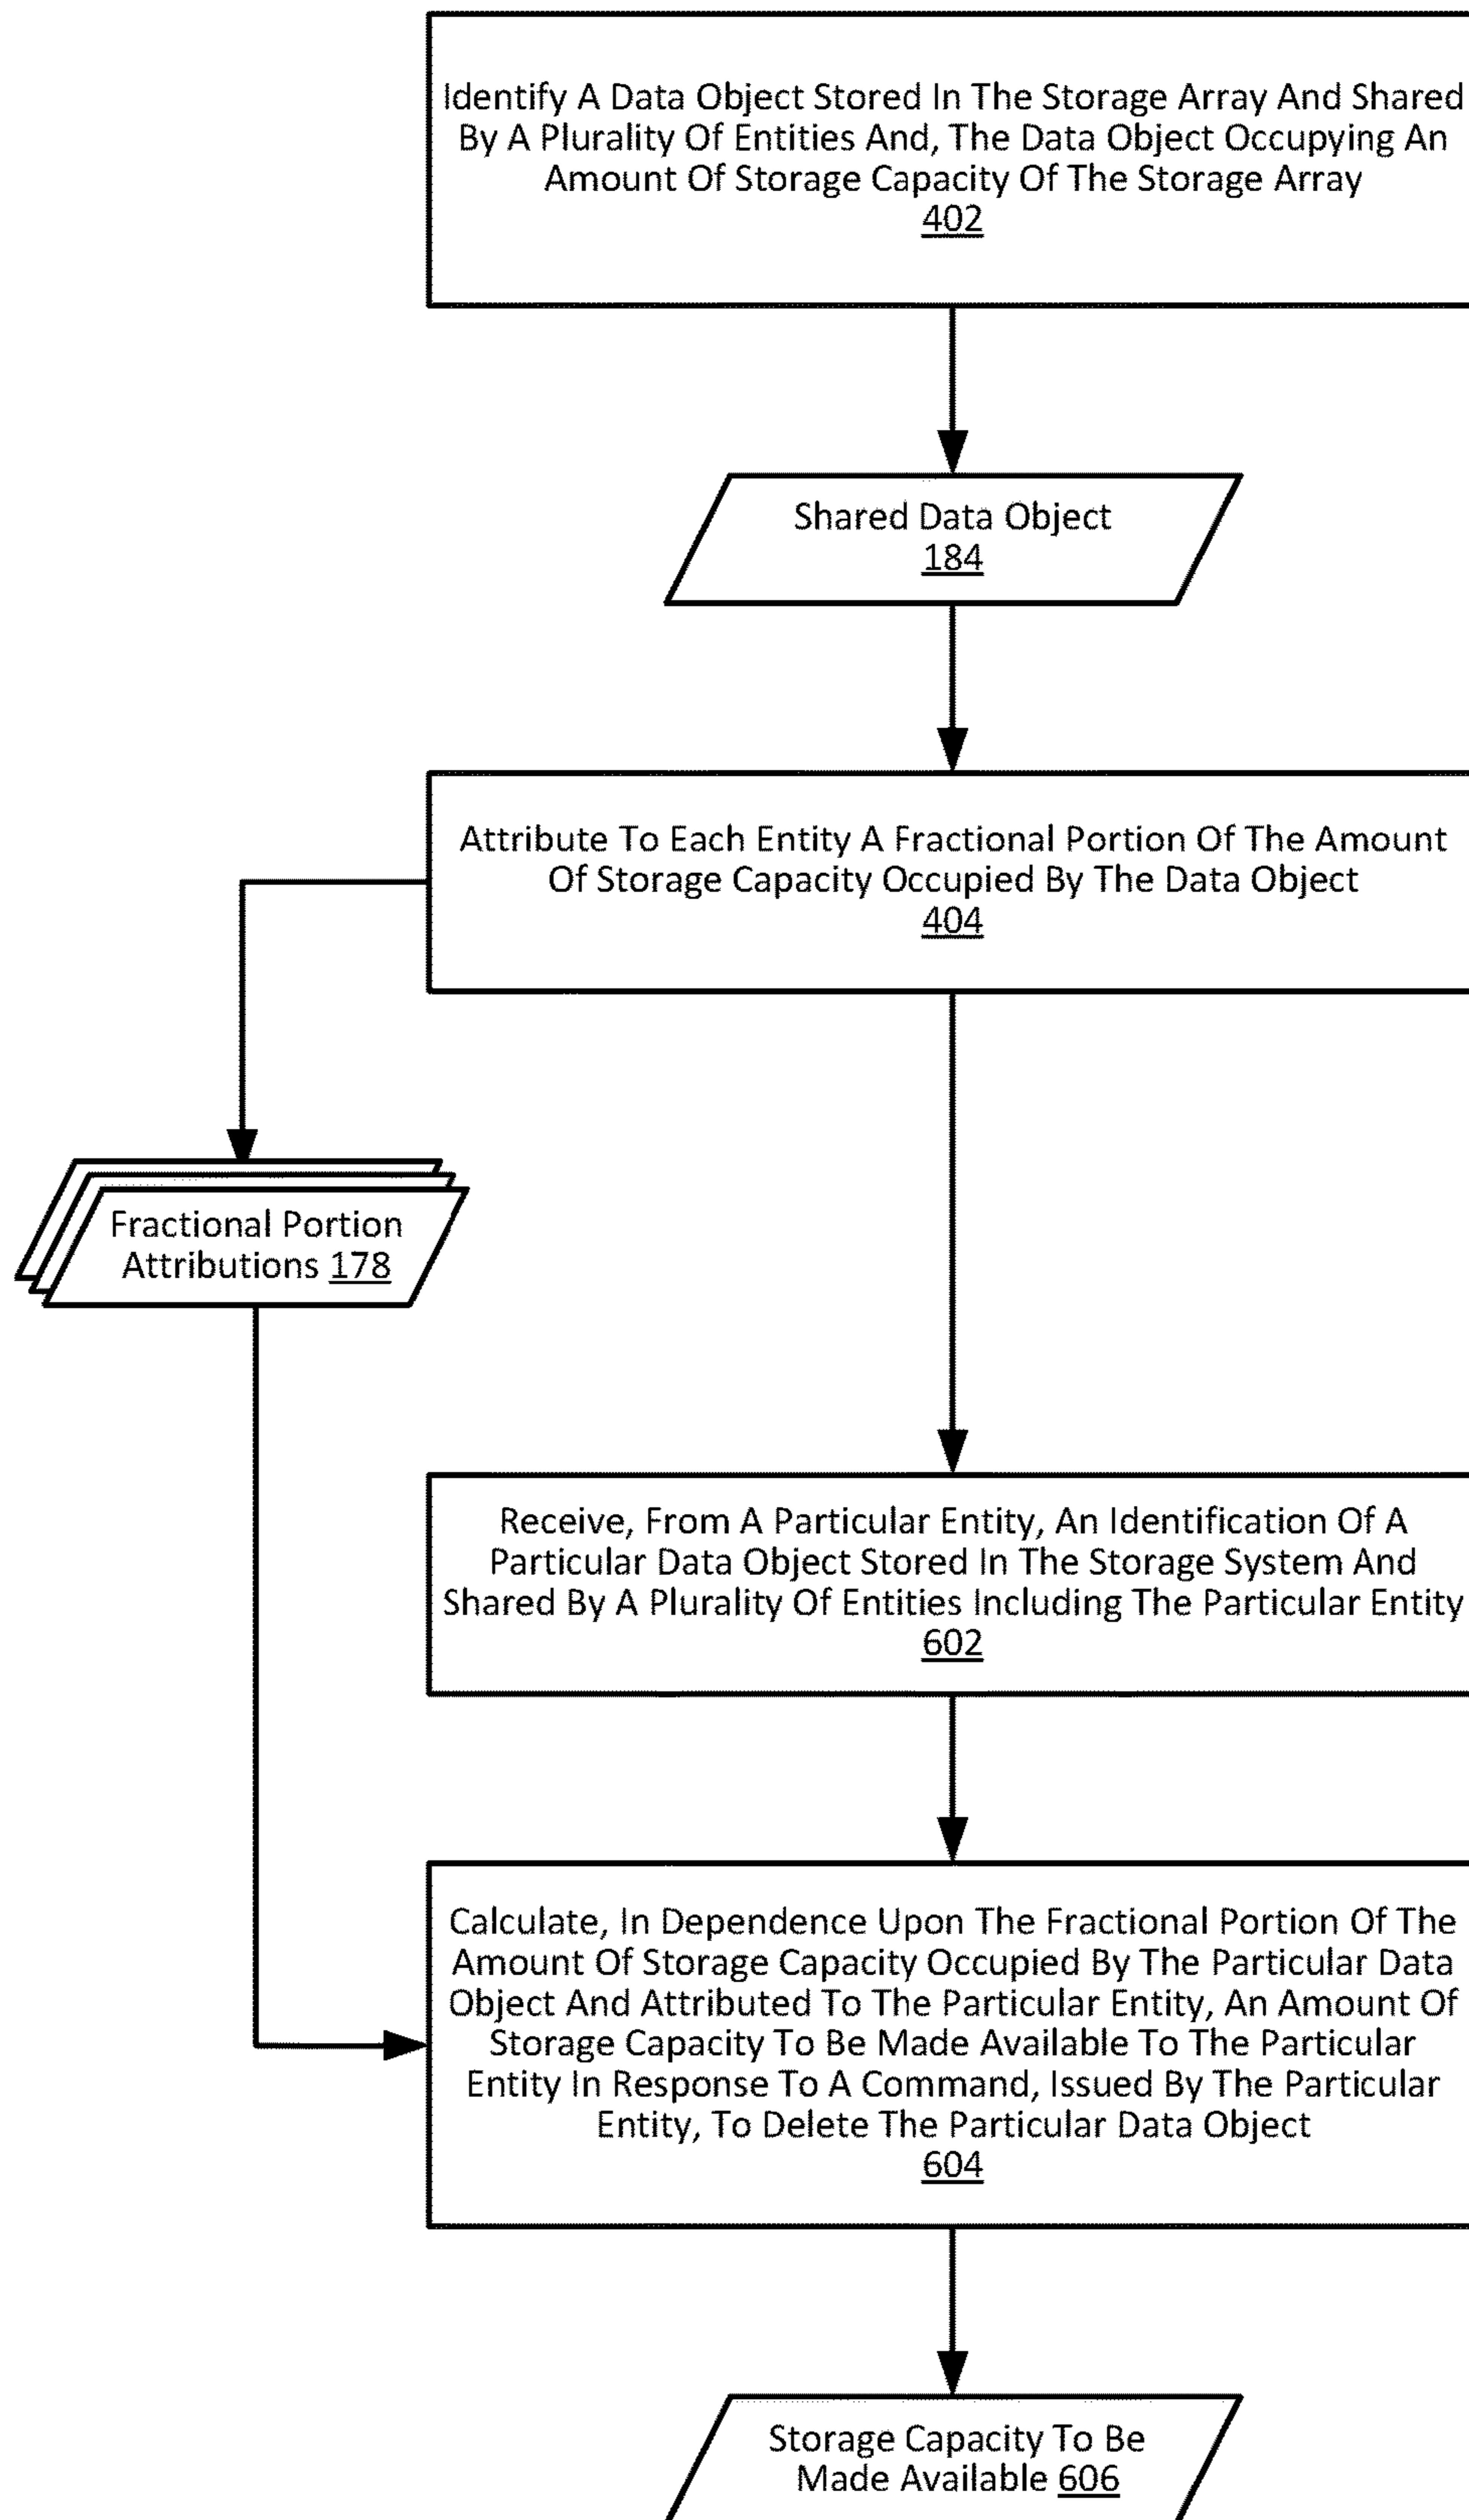 Identify A Data Object Stored In The Storage Array And Shared
By A Plurality Of Entities And, The Data Object Occupying An
Amount Of Storage Capacity Of The Storage Array
402
Shared Data Object
184
Attribute To Each Entity A Fractional Portion Of The Amount
Of Storage Capacity Occupied By The Data Object
404
Fractional Portion
Attributions 178
Receive, From A Particular Entity, An Identification Of A
Particular Data Object Stored In The Storage System And
Shared By A Plurality Of Entities Including The Particular Entity
602
Calculate, In Dependence Upon The Fractional Portion Of The
Amount Of Storage Capacity Occupied By The Particular Data
Object And Attributed To The Particular Entity, An Amount Of
Storage Capacity To Be Made Available To The Particular
Entity In Response To A Command, Issued By The Particular
Entity, To Delete The Particular Data Object
604
Storage Capacity To Be
Made Available 606